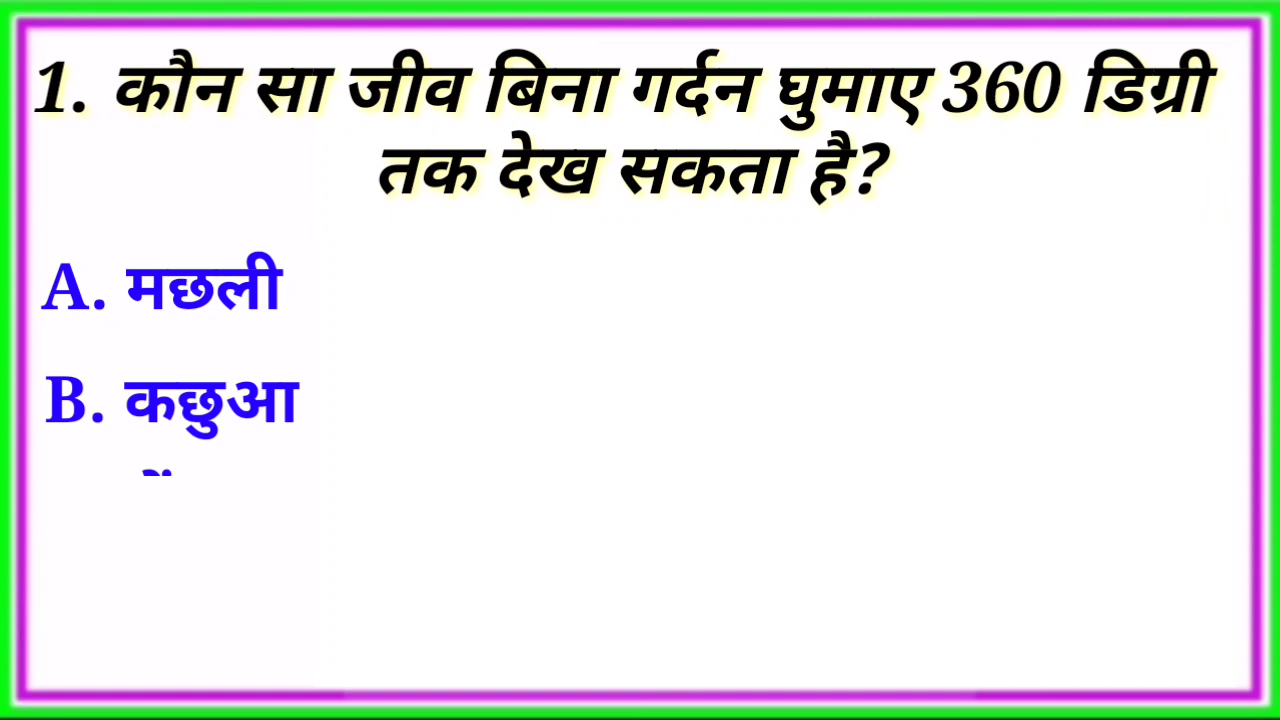 1. कौन सा जीव बिना गर्दन घुमाए 360 डिग्री
तक देख सकता है?
A. मछली
B. कछुआ